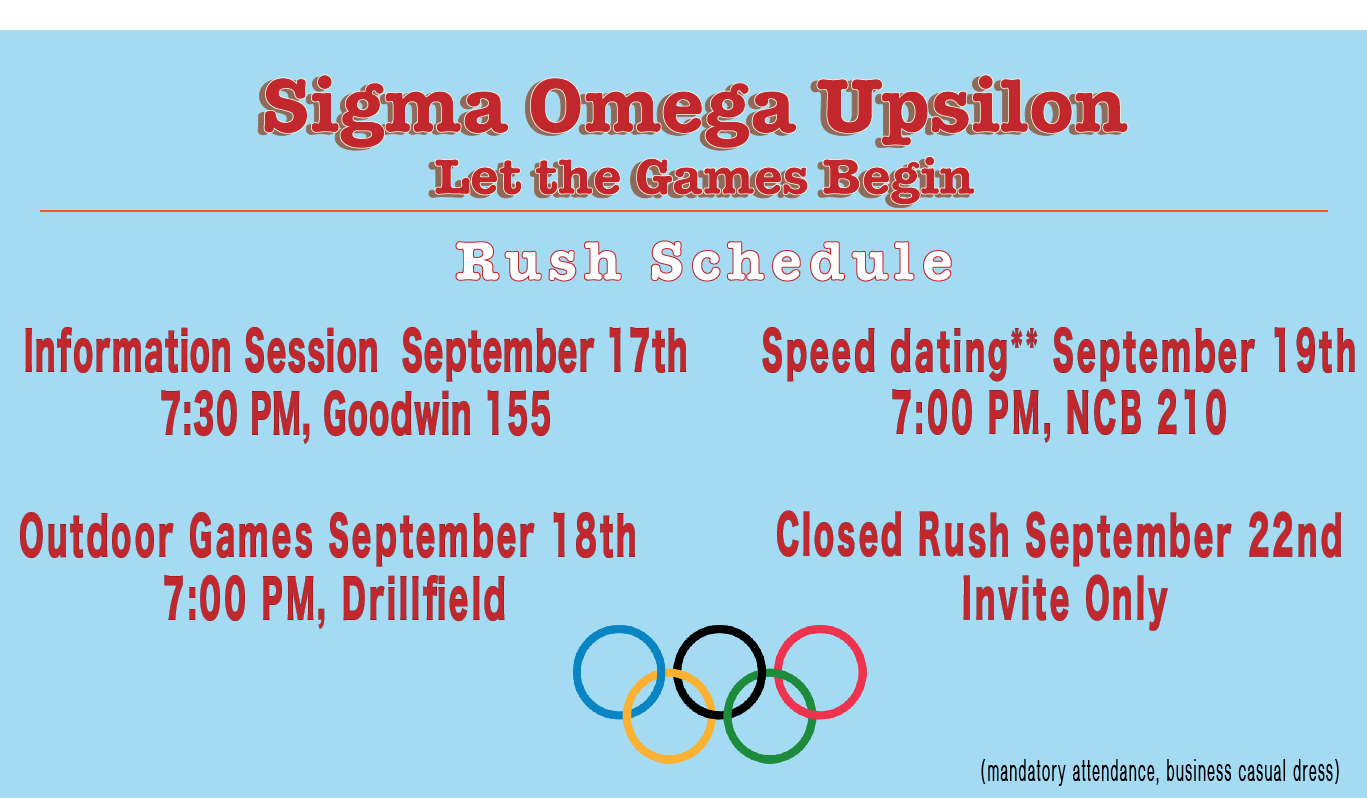 Sigma Omega Upsilon
Let the Games Begin
Rush Schedule
Information Session September 17th
7:30 PM, Goodwin 155
Speed dating** September 19th
7:00 PM, NCB 210
Outdoor Games September 18th
7:00 PM, Drillfield
Closed Rush September 22nd
Invite Only
(mandatory attendance, business casual dress)